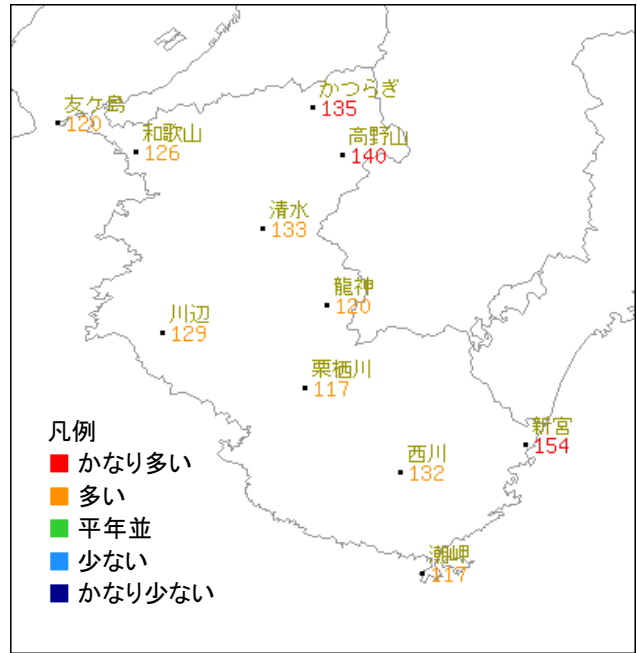 かつらぎ
135
友ケ島
120
和歌山
126
高野山
140
清水
133
龍神
120
川辺
129
栗栖川
117
新宮
154
西川
132
潮岬
117
凡例
かなり多い
多い
平年並
少ない
かなり少ない